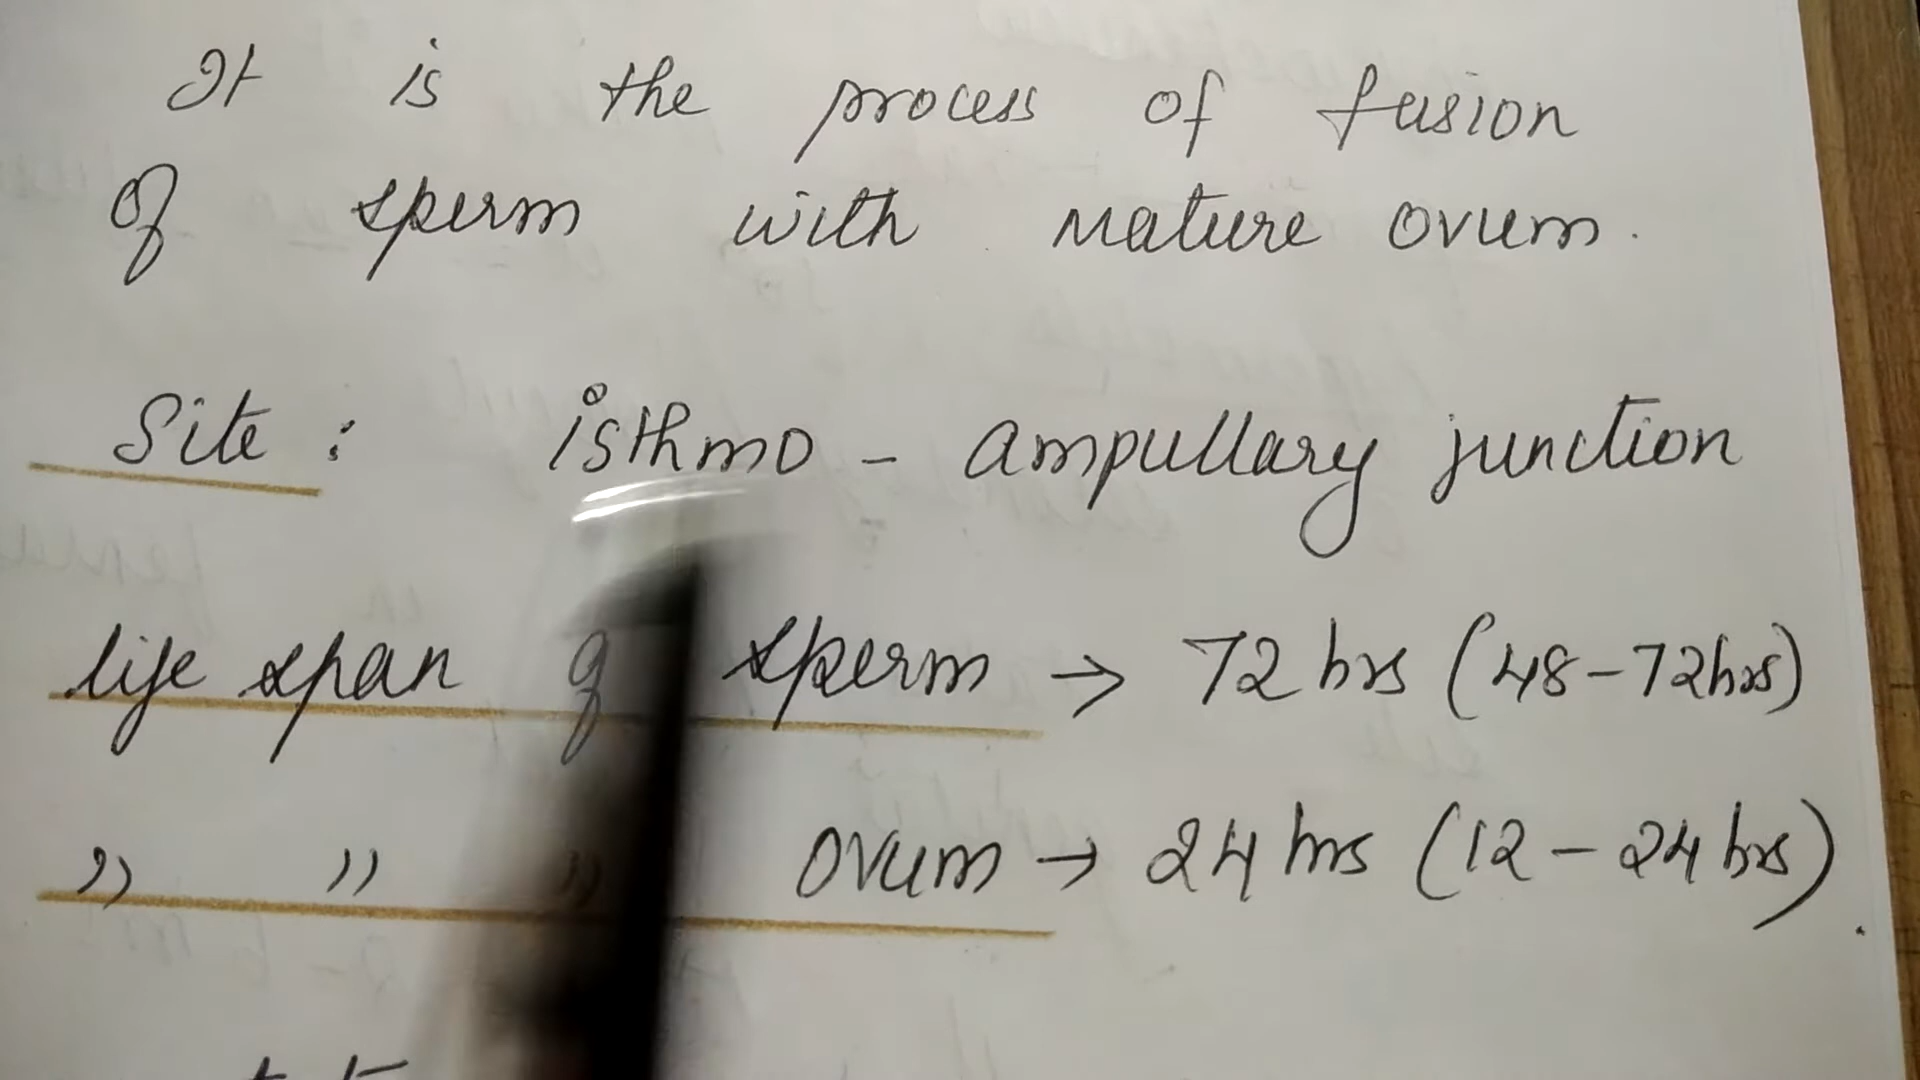 It is the process of fusion
of sperm with mature ovum.
Site : isthmo - ampullary junction
life span of sperm → 72 hrs (48-72hrs)
,, ,, ,, ovum → 24 hrs (12 - 24 hrs)